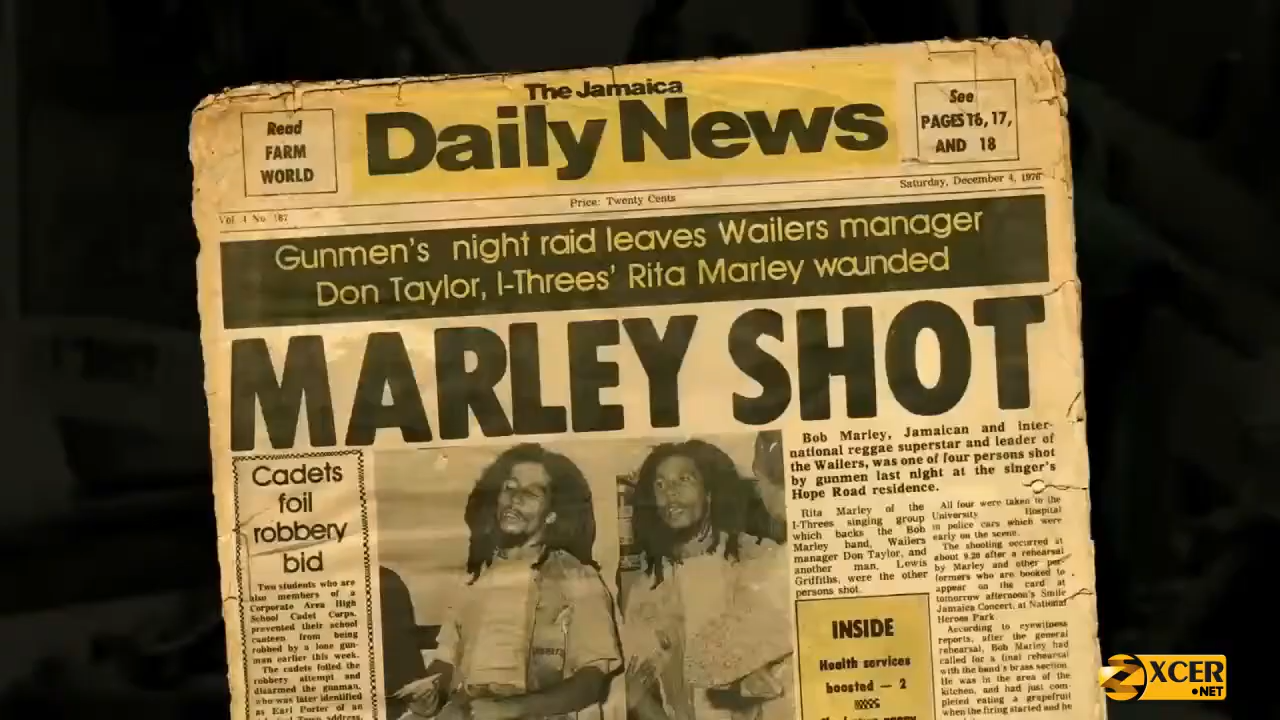 The Jamaica
Daily News
Read
FARM
WORLD
See
PAGES 16, 17,
AND 18
Vol. 4 No. 187
Price: Twenty Cents
Saturday, December 4, 1976
Gunmen's night raid leaves Wailers manager
Don Taylor, I-Threes' Rita Marley wounded
MARLEY SHOT
Cadets
foil
robbery
bid
Two students who are
also members of a
Corporate Area High
School Cadet Corps,
prevented their school
canteen from being
robbed by a lone gun-
man earlier this week.
The cadets foiled the
robbery attempt and
disarmed the gunman,
who was later identified
as Earl Porter of an
address,
Bob Marley, Jamaican and inter-
national reggae superstar and leader of
the Wailers, was one of four persons shot
by gunmen last night at the singer's
Hope Road residence.
Rita Marley of the
I-Threes singing group
which backs the Bob
Marley band, Wailers
manager Don Taylor, and
another man, Lewis
Griffiths, were the other
persons shot.
INSIDE
Health services
boosted — 2
All four were taken to the
University Hospital
in police cars which were
early on the scene.
The shooting occurred at
about 9.20 after a rehearsal
by Marley and other per-
formers who are booked to
appear on the card at
tomorrow afternoon's Smile
Jamaica Concert, at National
Heroes Park.
According to eyewitness
reports, after the general
rehearsal, Bob Marley had
called for a final rehearsal
with the band's brass section.
He was in the area of the
kitchen, and had just com-
pleted eating a grapefruit
when the firing started and he
XCER
.NET